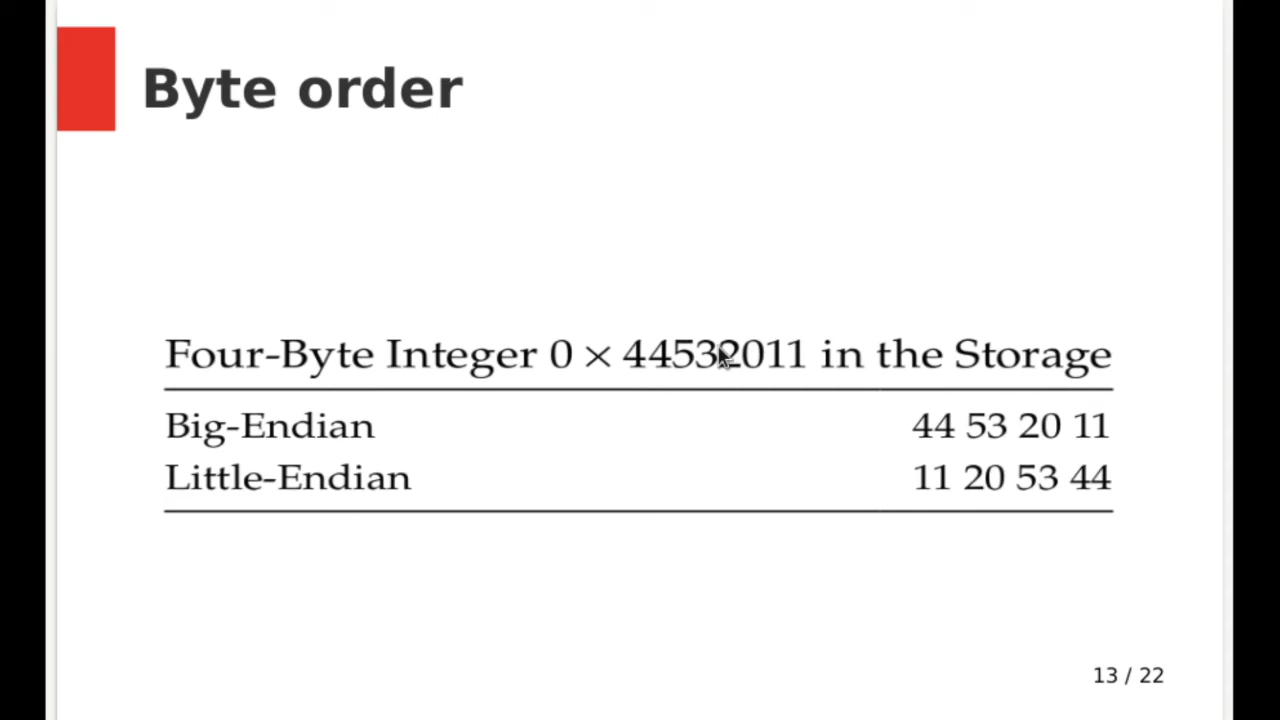 Byte order
Four-Byte Integer 0 × 44532011 in the Storage
Big-Endian 44 53 20 11
Little-Endian 11 20 53 44
13 / 22